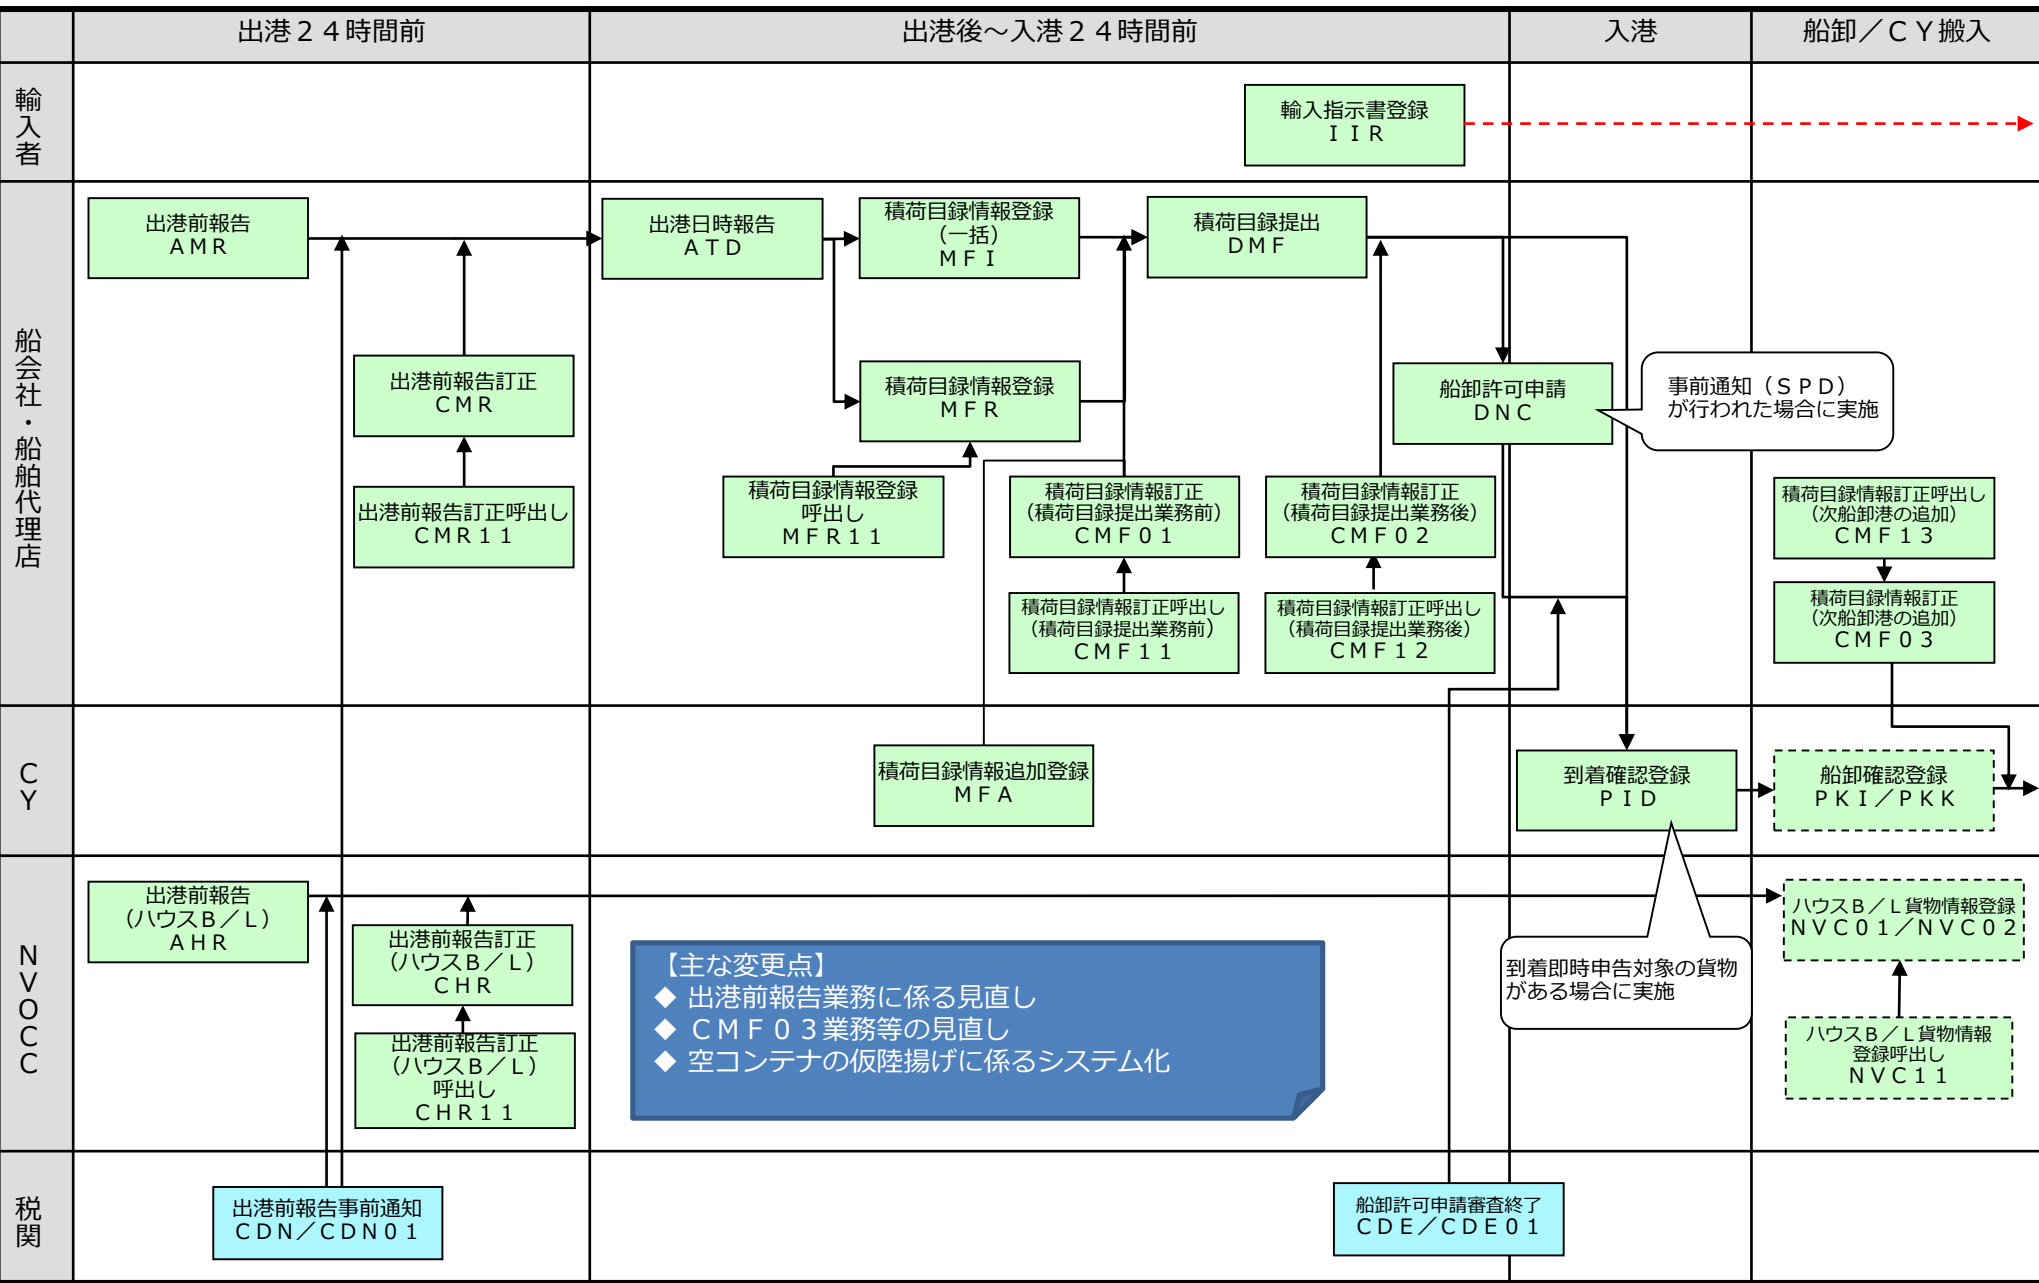 出港２４時間前
出港後～入港２４時間前
入港
船卸／ＣＹ搬入
輸入者
輸入指示書登録
ＩＩＲ
船会社・船舶代理店
出港前報告
ＡＭＲ
出港日時報告
ＡＴＤ
積荷目録情報登録
（一括）
ＭＦＩ
積荷目録提出
ＤＭＦ
出港前報告訂正
ＣＭＲ
積荷目録情報登録
ＭＦＲ
船卸許可申請
ＤＮＣ
事前通知（ＳＰＤ）
が行われた場合に実施
出港前報告訂正呼出し
ＣＭＲ１１
積荷目録情報登録
呼出し
ＭＦＲ１１
積荷目録情報訂正
（積荷目録提出業務前）
ＣＭＦ０１
積荷目録情報訂正
（積荷目録提出業務後）
ＣＭＦ０２
積荷目録情報訂正呼出し
（次船卸港の追加）
ＣＭＦ１３
積荷目録情報訂正呼出し
（積荷目録提出業務前）
ＣＭＦ１１
積荷目録情報訂正呼出し
（積荷目録提出業務後）
ＣＭＦ１２
積荷目録情報訂正
（次船卸港の追加）
ＣＭＦ０３
ＣＹ
積荷目録情報追加登録
ＭＦＡ
到着確認登録
ＰＩＤ
船卸確認登録
ＰＫＩ／ＰＫＫ
ＮＶＯＣＣ
出港前報告
（ハウスＢ／Ｌ）
ＡＨＲ
出港前報告訂正
（ハウスＢ／Ｌ）
ＣＨＲ
出港前報告訂正
（ハウスＢ／Ｌ）
呼出し
ＣＨＲ１１
【主な変更点】
◆ 出港前報告業務に係る見直し
◆ ＣＭＦ０３業務等の見直し
◆ 空コンテナの仮陸揚げに係るシステム化
到着即時申告対象の貨物
がある場合に実施
ハウスＢ／Ｌ貨物情報登録
ＮＶＣ０１／ＮＶＣ０２
ハウスＢ／Ｌ貨物情報
登録呼出し
ＮＶＣ１１
税関
出港前報告事前通知
ＣＤＮ／ＣＤＮ０１
船卸許可申請審査終了
ＣＤＥ／ＣＤＥ０１